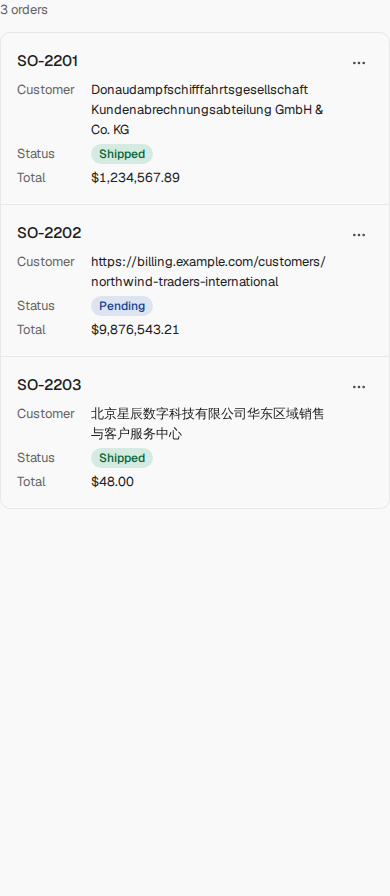 3 orders
SO-2201
Customer Donaudampfschifffahrtsgesellschaft
Kundenabrechnungsabteilung GmbH &
Co. KG
Status Shipped
Total $1,234,567.89
SO-2202
Customer https://billing.example.com/customers/
northwind-traders-international
Status Pending
Total $9,876,543.21
SO-2203
Customer 北京星辰数字科技有限公司华东区域销售
与客户服务中心
Status Shipped
Total $48.00